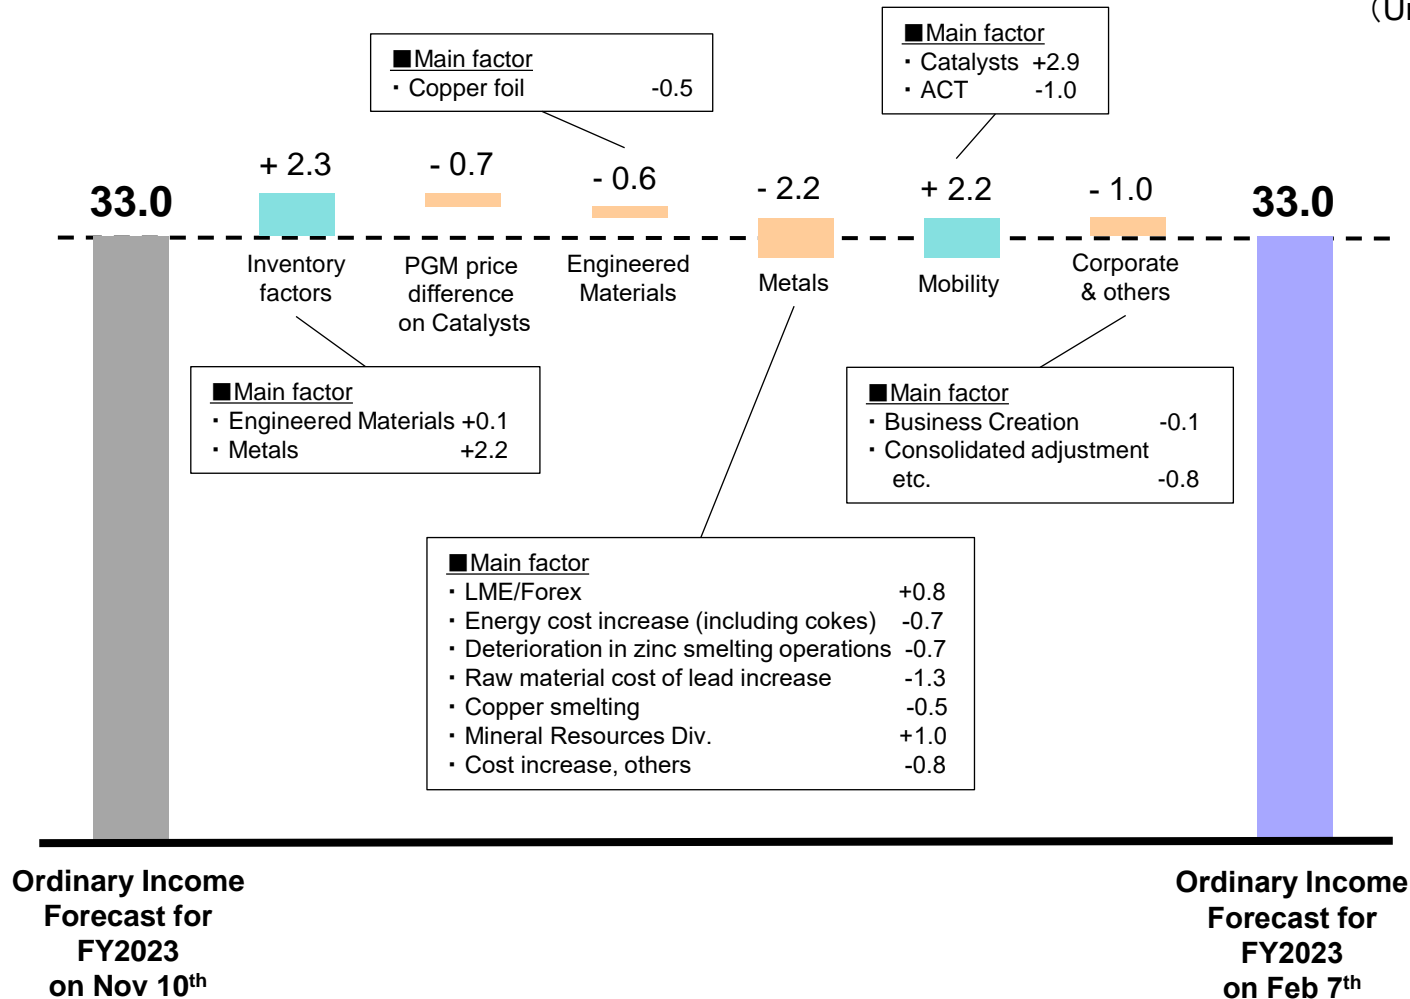 （Un
■Main factor
・Copper foil -0.5
■Main factor
・Catalysts +2.9
・ACT -1.0
33.0
+ 2.3
- 0.7
- 0.6
- 2.2
+ 2.2
- 1.0
33.0
Inventory
factors
PGM price
difference
on Catalysts
Engineered
Materials
Metals
Mobility
Corporate
& others
■Main factor
・Engineered Materials +0.1
・Metals +2.2
■Main factor
・Business Creation -0.1
・Consolidated adjustment
etc. -0.8
■Main factor
・LME/Forex +0.8
・Energy cost increase (including cokes) -0.7
・Deterioration in zinc smelting operations -0.7
・Raw material cost of lead increase -1.3
・Copper smelting -0.5
・Mineral Resources Div. +1.0
・Cost increase, others -0.8
Ordinary Income
Forecast for
FY2023
on Nov 10th
Ordinary Income
Forecast for
FY2023
on Feb 7th